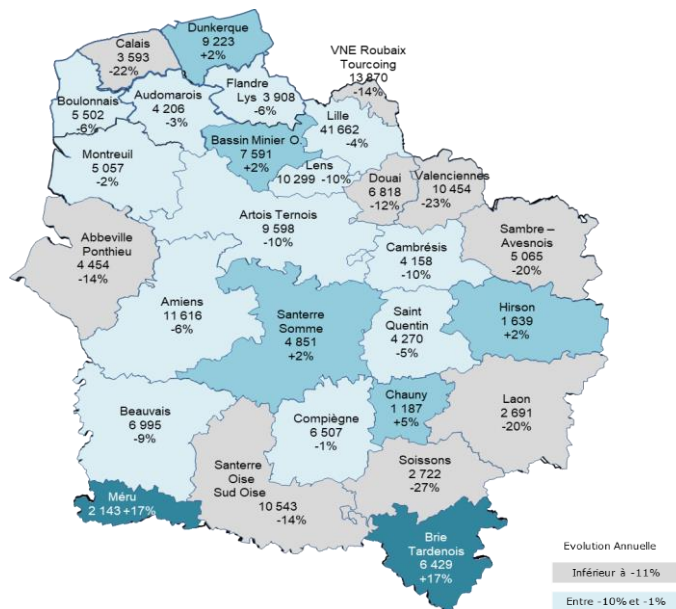 Dunkerque
9 223
+2%
Calais
3 593
-22%
VNE Roubaix
Tourcoing
13 870
-14%
Flandre
Lys 3 908
-6%
Audomarois
4 206
-3%
Boulonnais
5 502
-6%
Lille
41 662
-4%
Bassin Minier O.
7 591
+2%
Montreuil
5 057
-2%
Lens
10 299 -10%
Douai
6 818
-12%
Valenciennes
10 454
-23%
Artois Ternois
9 598
-10%
Abbeville
Ponthieu
4 454
-14%
Cambrésis
4 158
-10%
Sambre –
Avesnois
5 065
-20%
Amiens
11 616
-6%
Santerre
Somme
4 851
+2%
Saint
Quentin
4 270
-5%
Hirson
1 639
+2%
Beauvais
6 995
-9%
Compiègne
6 507
-1%
Chauny
1 187
+5%
Laon
2 691
-20%
Santerre
Oise
Sud Oise
10 543
-14%
Soissons
2 722
-27%
Méru
2 143 +17%
Brie
Tardenois
6 429
+17%
Evolution Annuelle
Inférieur à -11%
Entre -10% et -1%